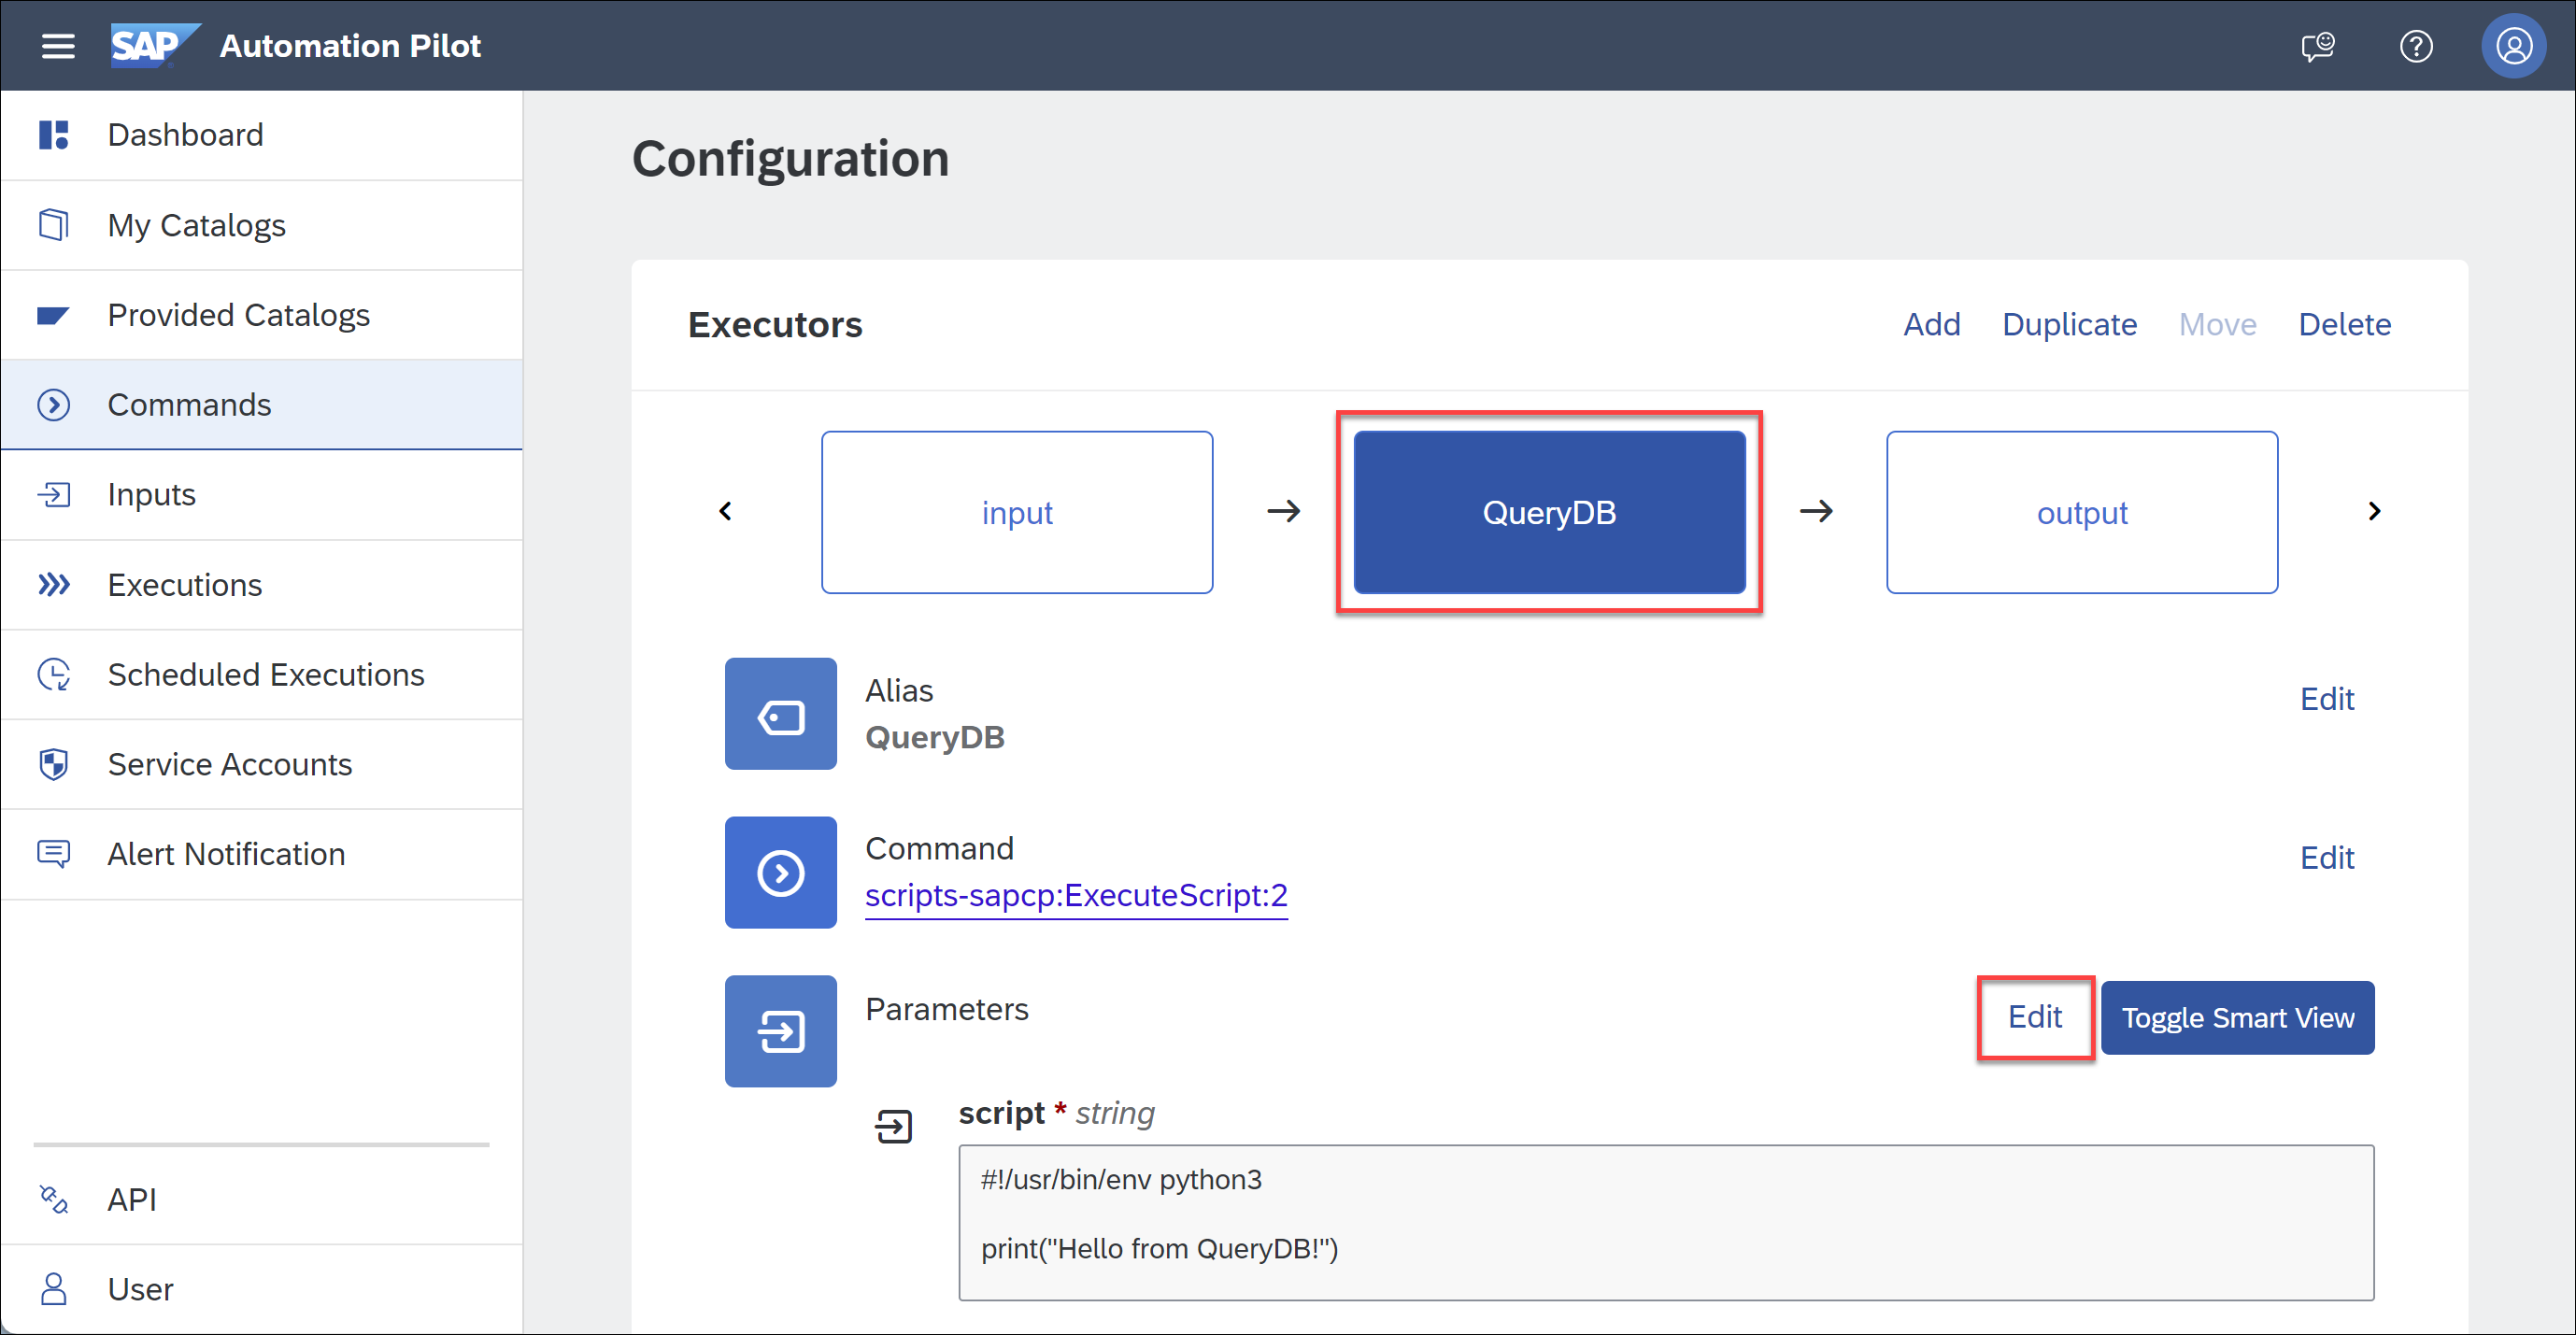 SAP Automation Pilot
Dashboard
My Catalogs
Provided Catalogs
Commands
Inputs
Executions
Scheduled Executions
Service Accounts
Alert Notification
API
User
Configuration
Executors
Add Duplicate Move Delete
input QueryDB output
Alias
QueryDB
Edit
Command
scripts-sapcp:ExecuteScript:2
Edit
Parameters
Edit Toggle Smart View
script * string
#!/usr/bin/env python3
print("Hello from QueryDB!")